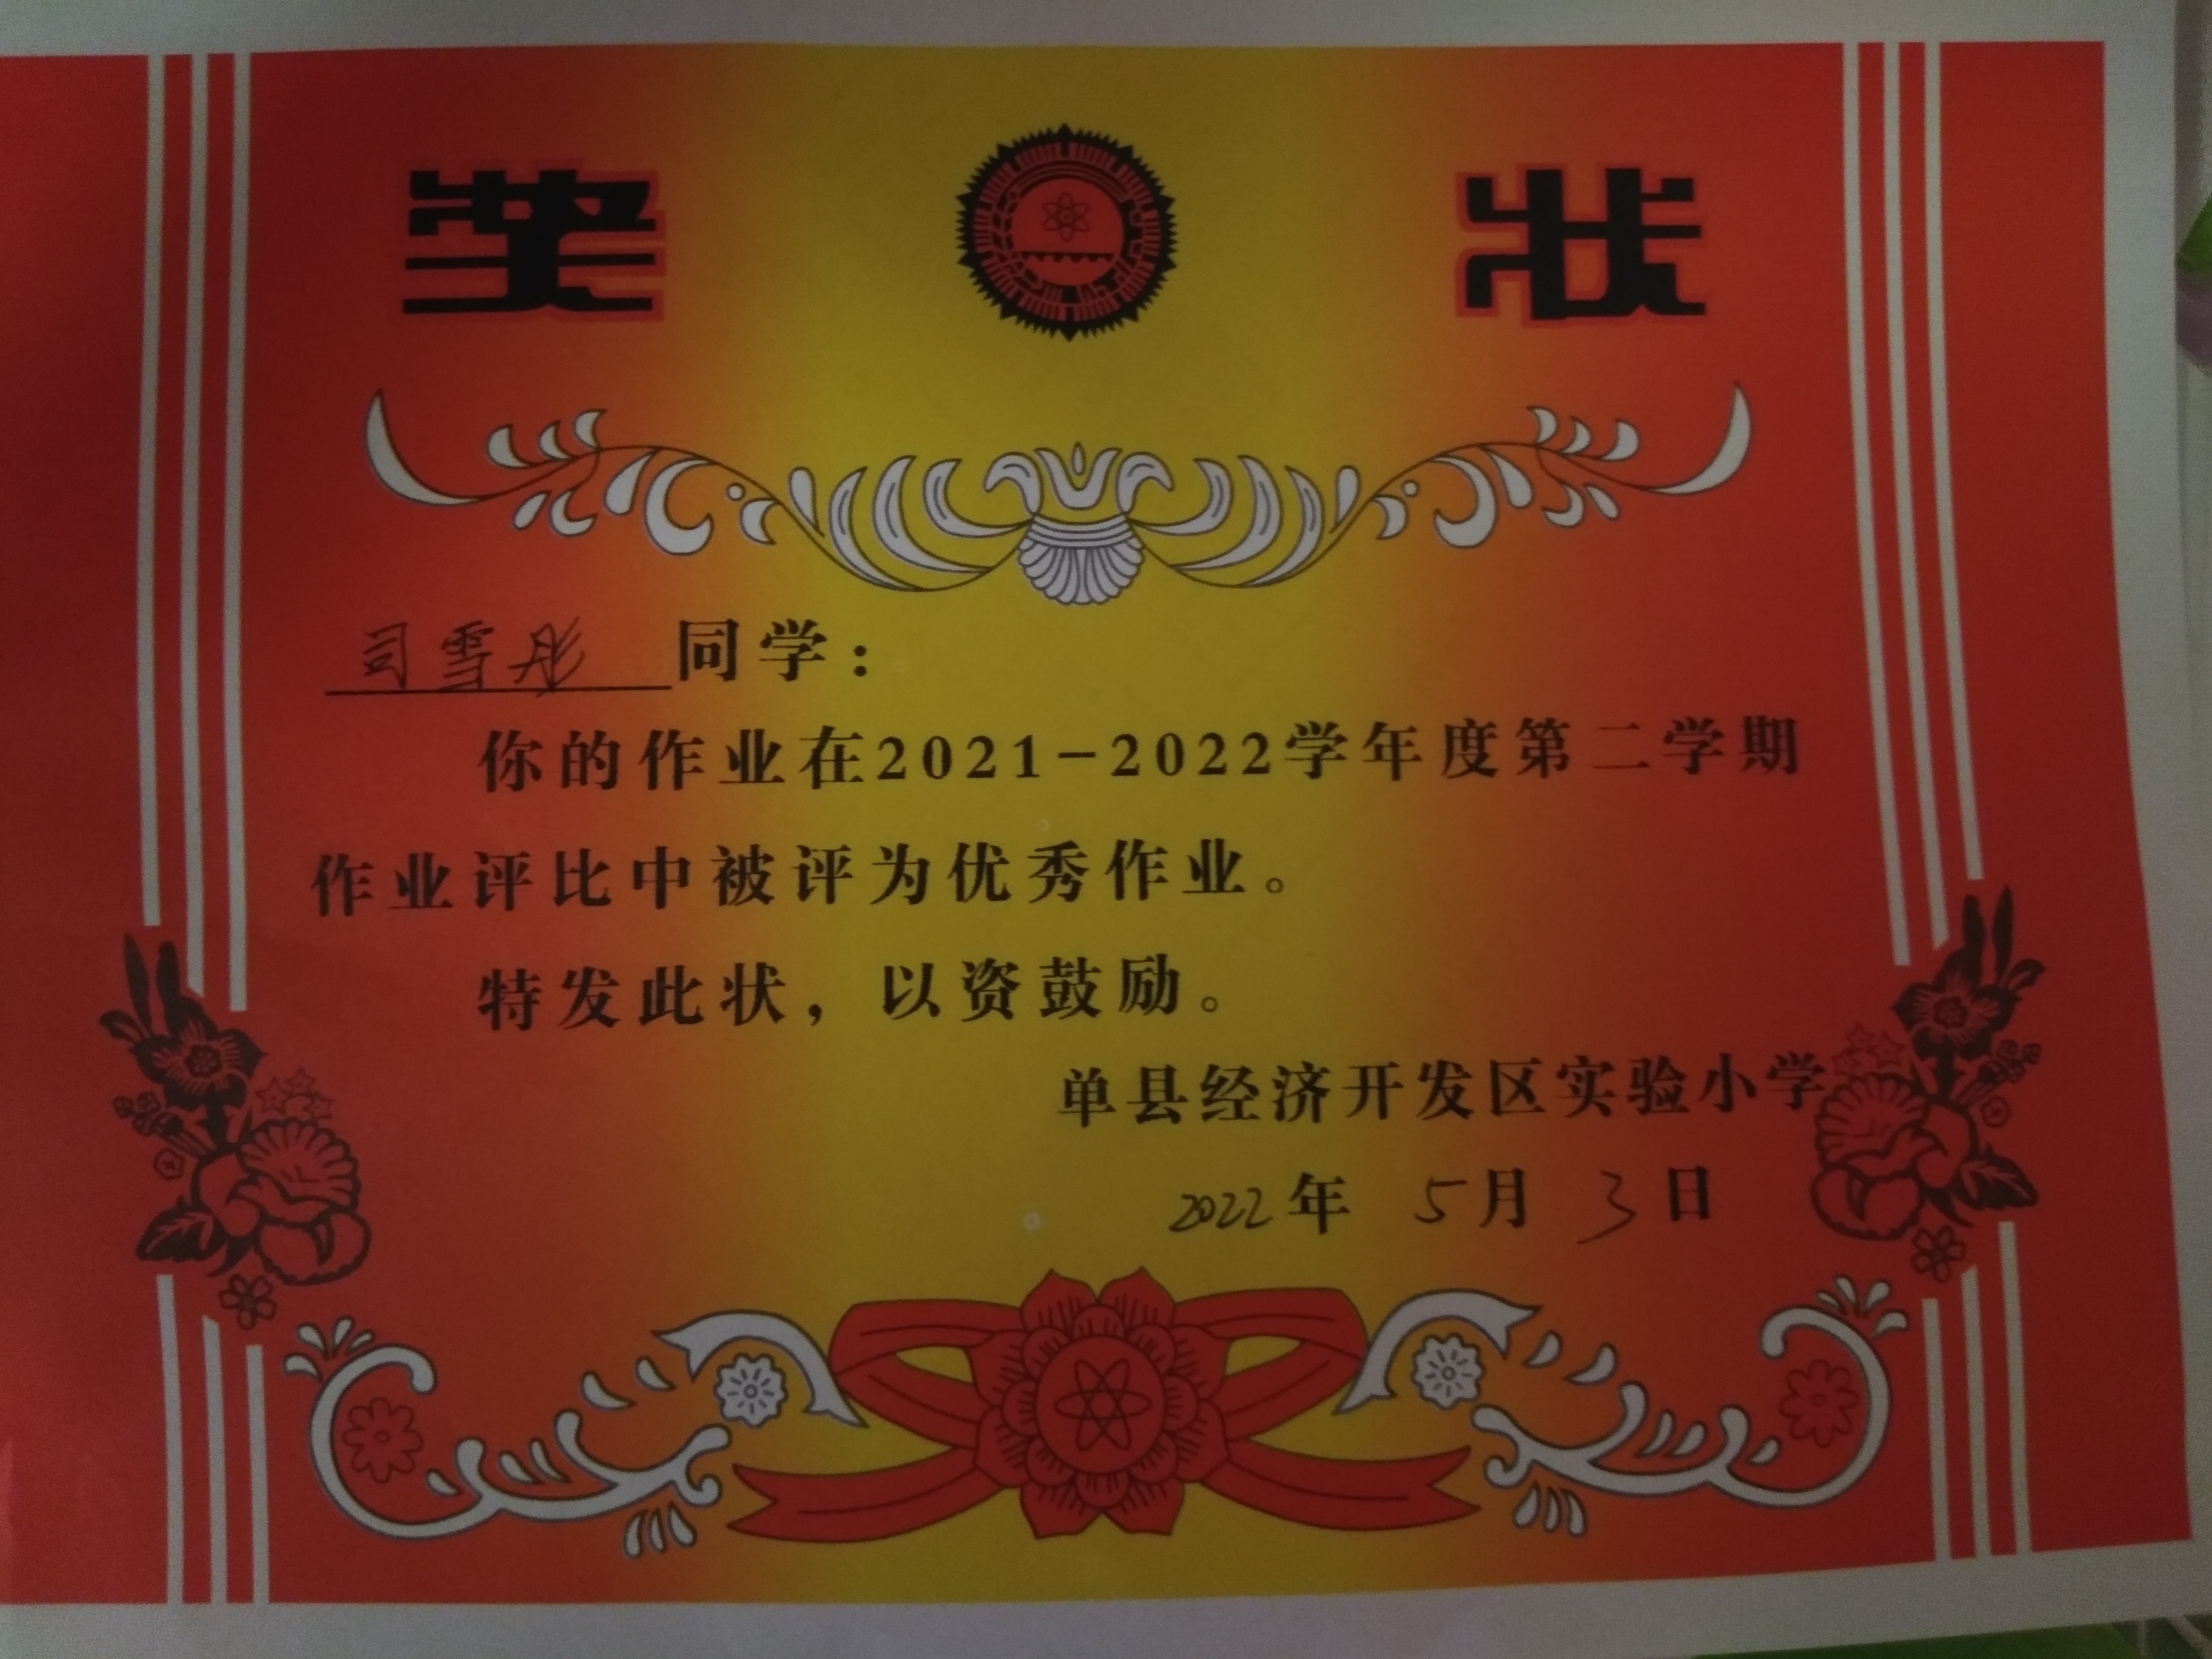 奖 状
司雪彤 同学：
你的作业在2021-2022学年度第二学期
作业评比中被评为优秀作业。
特发此状，以资鼓励。
单县经济开发区实验小学
2022年 5月 3日